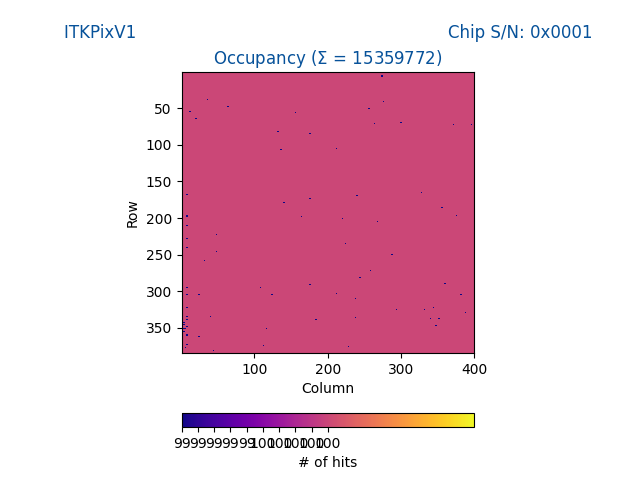 ITKPixV1 Chip S/N: 0x0001
Occupancy (Σ = 15359772)
50
100
150
200
250
300
350
Row
100 200 300 400
Column
# of hits